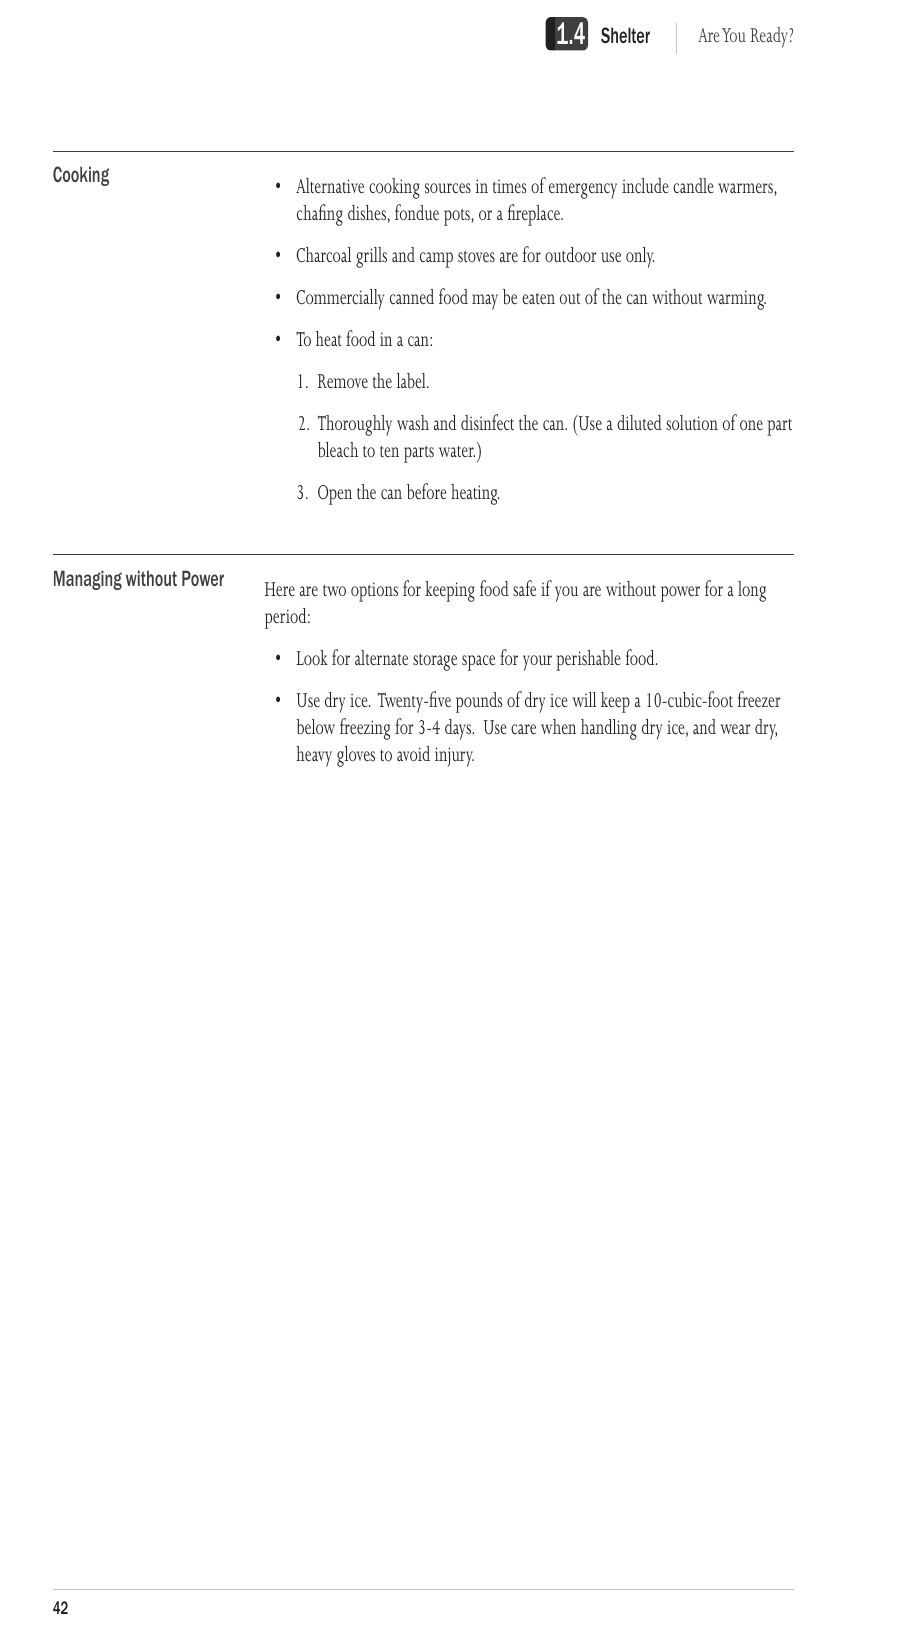 1.4 Shelter Are You Ready?
Cooking
• Alternative cooking sources in times of emergency include candle warmers,
chafing dishes, fondue pots, or a fireplace.
• Charcoal grills and camp stoves are for outdoor use only.
• Commercially canned food may be eaten out of the can without warming.
• To heat food in a can:
1. Remove the label.
2. Thoroughly wash and disinfect the can. (Use a diluted solution of one part
bleach to ten parts water.)
3. Open the can before heating.
Managing without Power
Here are two options for keeping food safe if you are without power for a long
period:
• Look for alternate storage space for your perishable food.
• Use dry ice. Twenty-five pounds of dry ice will keep a 10-cubic-foot freezer
below freezing for 3-4 days. Use care when handling dry ice, and wear dry,
heavy gloves to avoid injury.
42